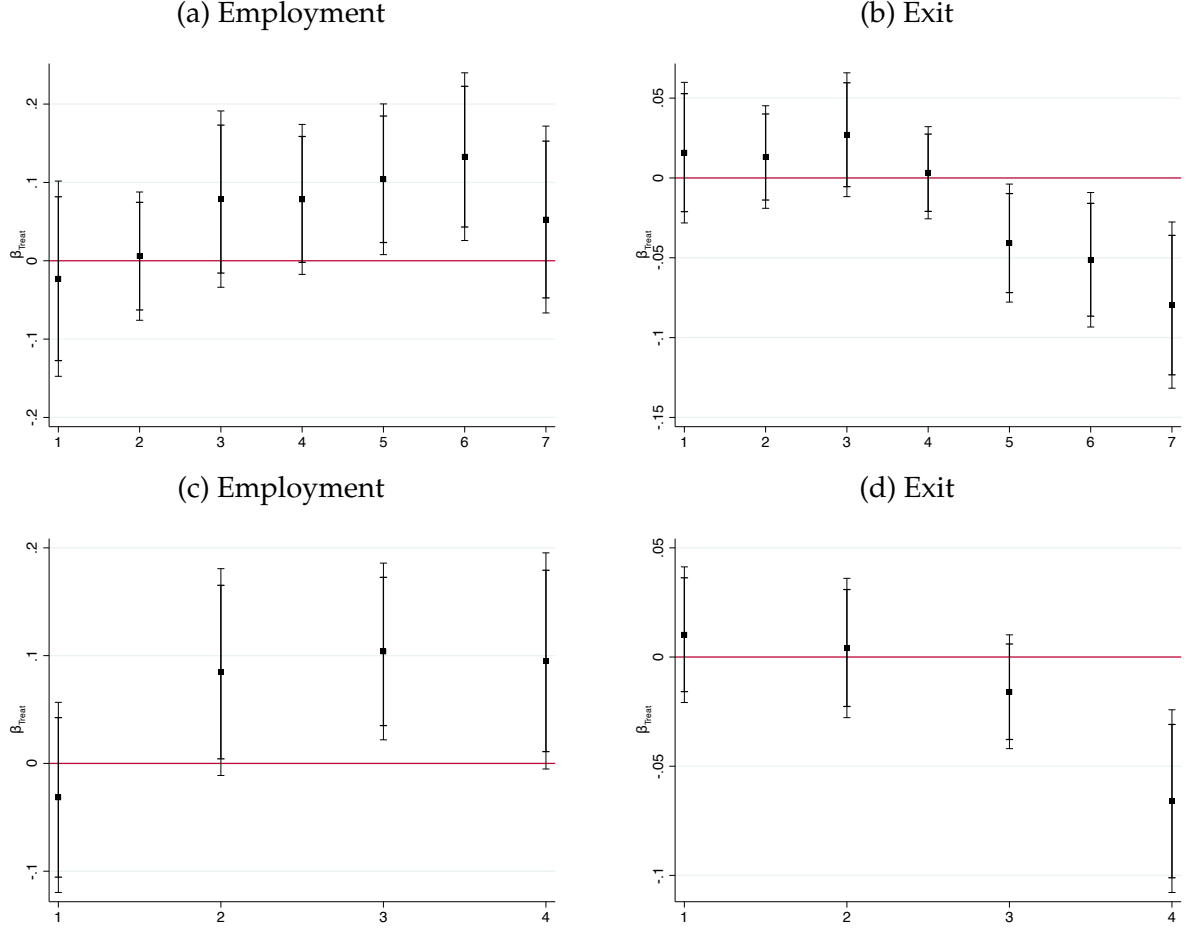 (a) Employment
(b) Exit
.2
.1
0
-.1
-.2
β_Treat
1 2 3 4 5 6 7
.05
0
-.05
-.1
-.15
β_Treat
1 2 3 4 5 6 7
(c) Employment
(d) Exit
.2
.1
0
-.1
β_Treat
1 2 3 4
.05
0
-.05
-.1
β_Treat
1 2 3 4